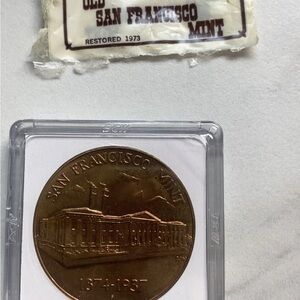 OLD
SAN FRANCISCO
MINT
RESTORED 1973
SAN FRANCISCO MINT
1874-1937